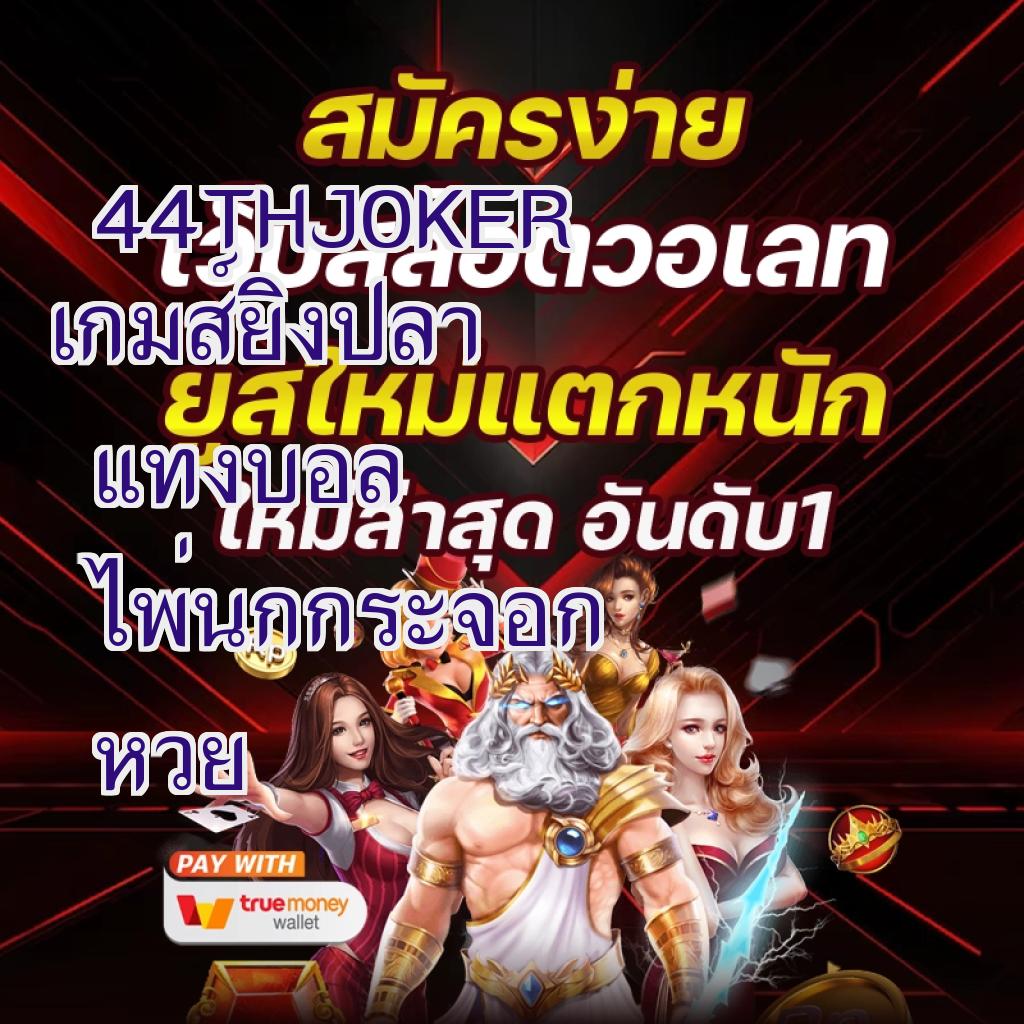 สมัครง่าย
44THJOKER
เว็บสล็อตวอเลท
เกมส์ยิงปลา
ยูสใหม่แตกหนัก
แทงบอล
ใหม่ล่าสุด อันดับ1
ไพ่นกกระจอก
หวย
PAY WITH
truemoney
wallet